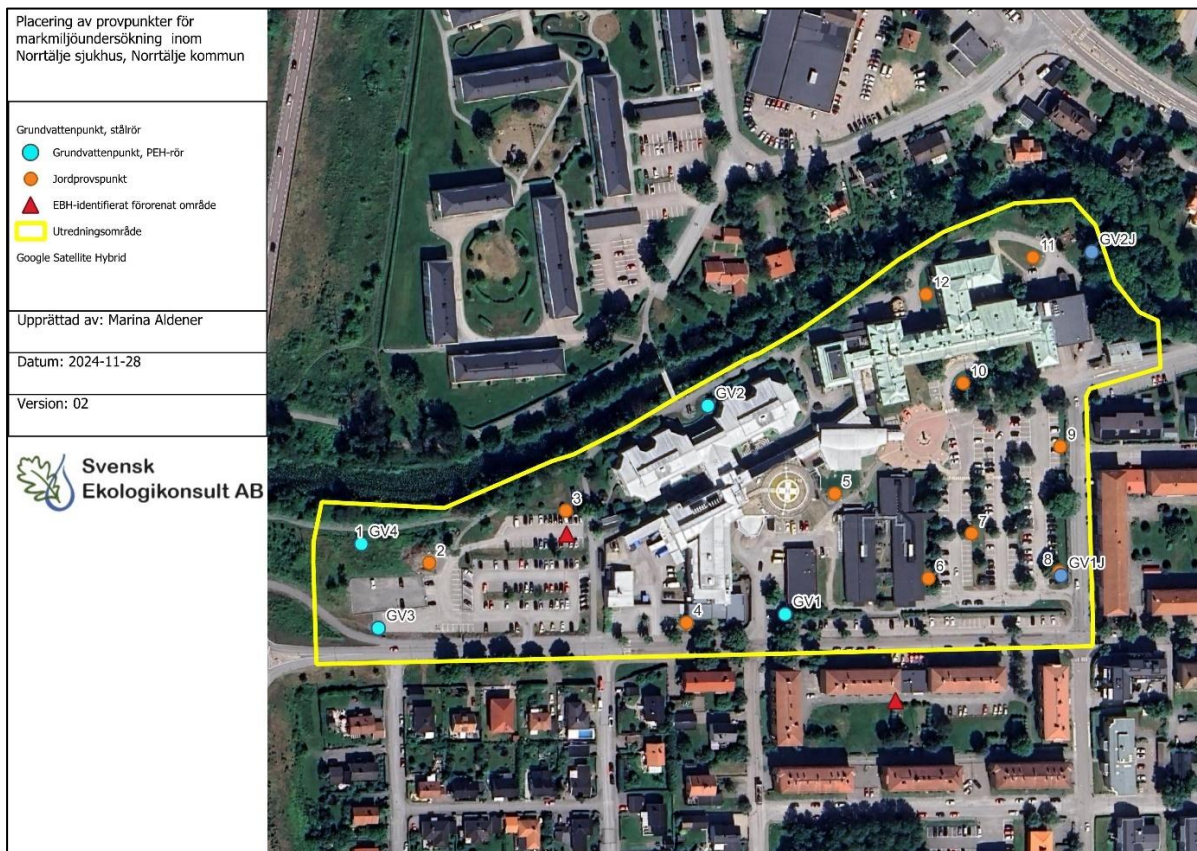 Placering av provpunkter för
markmiljöundersökning inom
Norrtälje sjukhus, Norrtälje kommun
Grundvattenpunkt, stålrör
Grundvattenpunkt, PEH-rör
Jordprovspunkt
EBH-identifierat förorenat område
Utredningsområde
Google Satellite Hybrid
Upprättad av: Marina Aldener
Datum: 2024-11-28
Version: 02
Svensk
Ekologikonsult AB
11
GV2J
12
10
GV2
9
5
3
7
1 GV4
2
8
GV1J
6
GV1
4
GV3